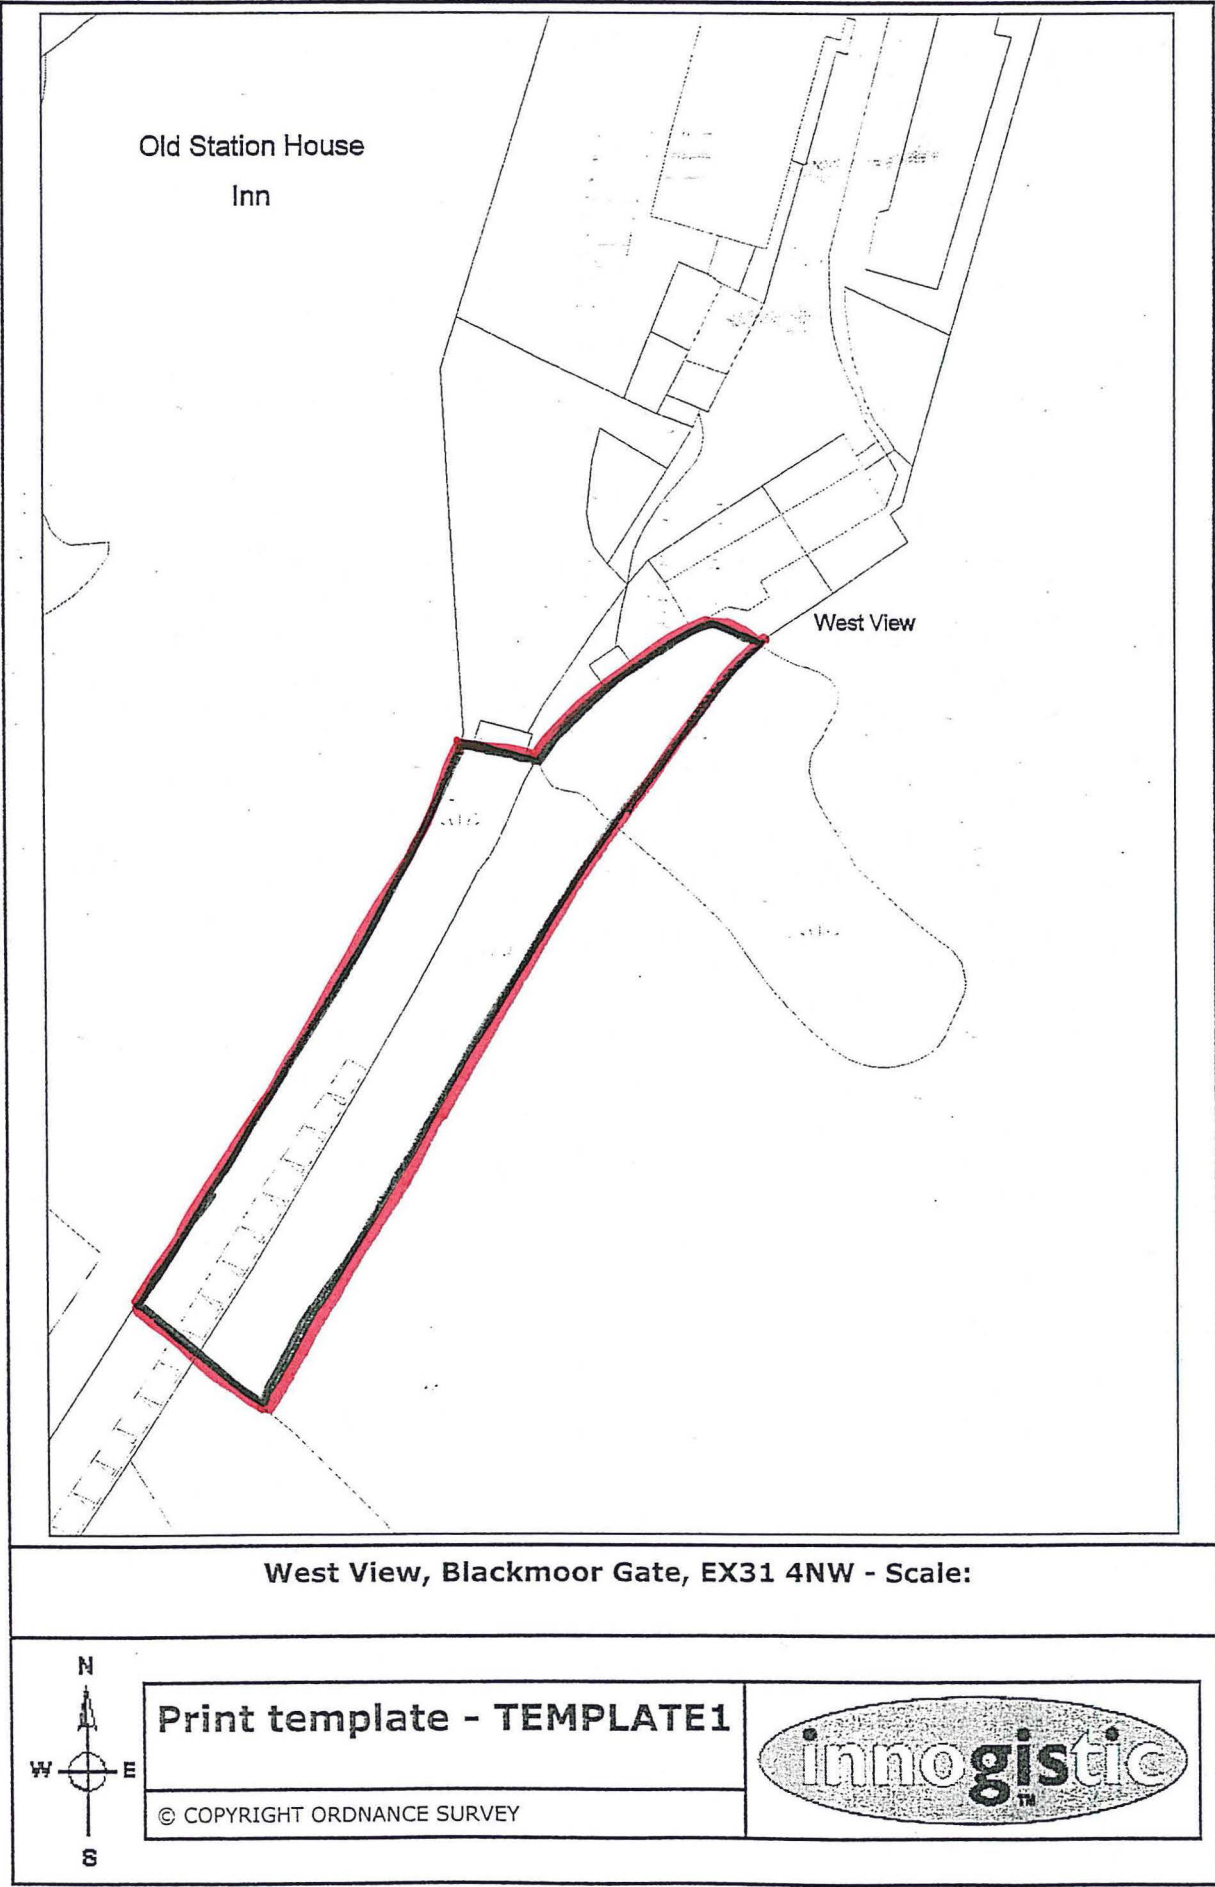 Old Station House
Inn
West View
West View, Blackmoor Gate, EX31 4NW - Scale:
N
W E
S
Print template - TEMPLATE1
© COPYRIGHT ORDNANCE SURVEY
innogistic
TM